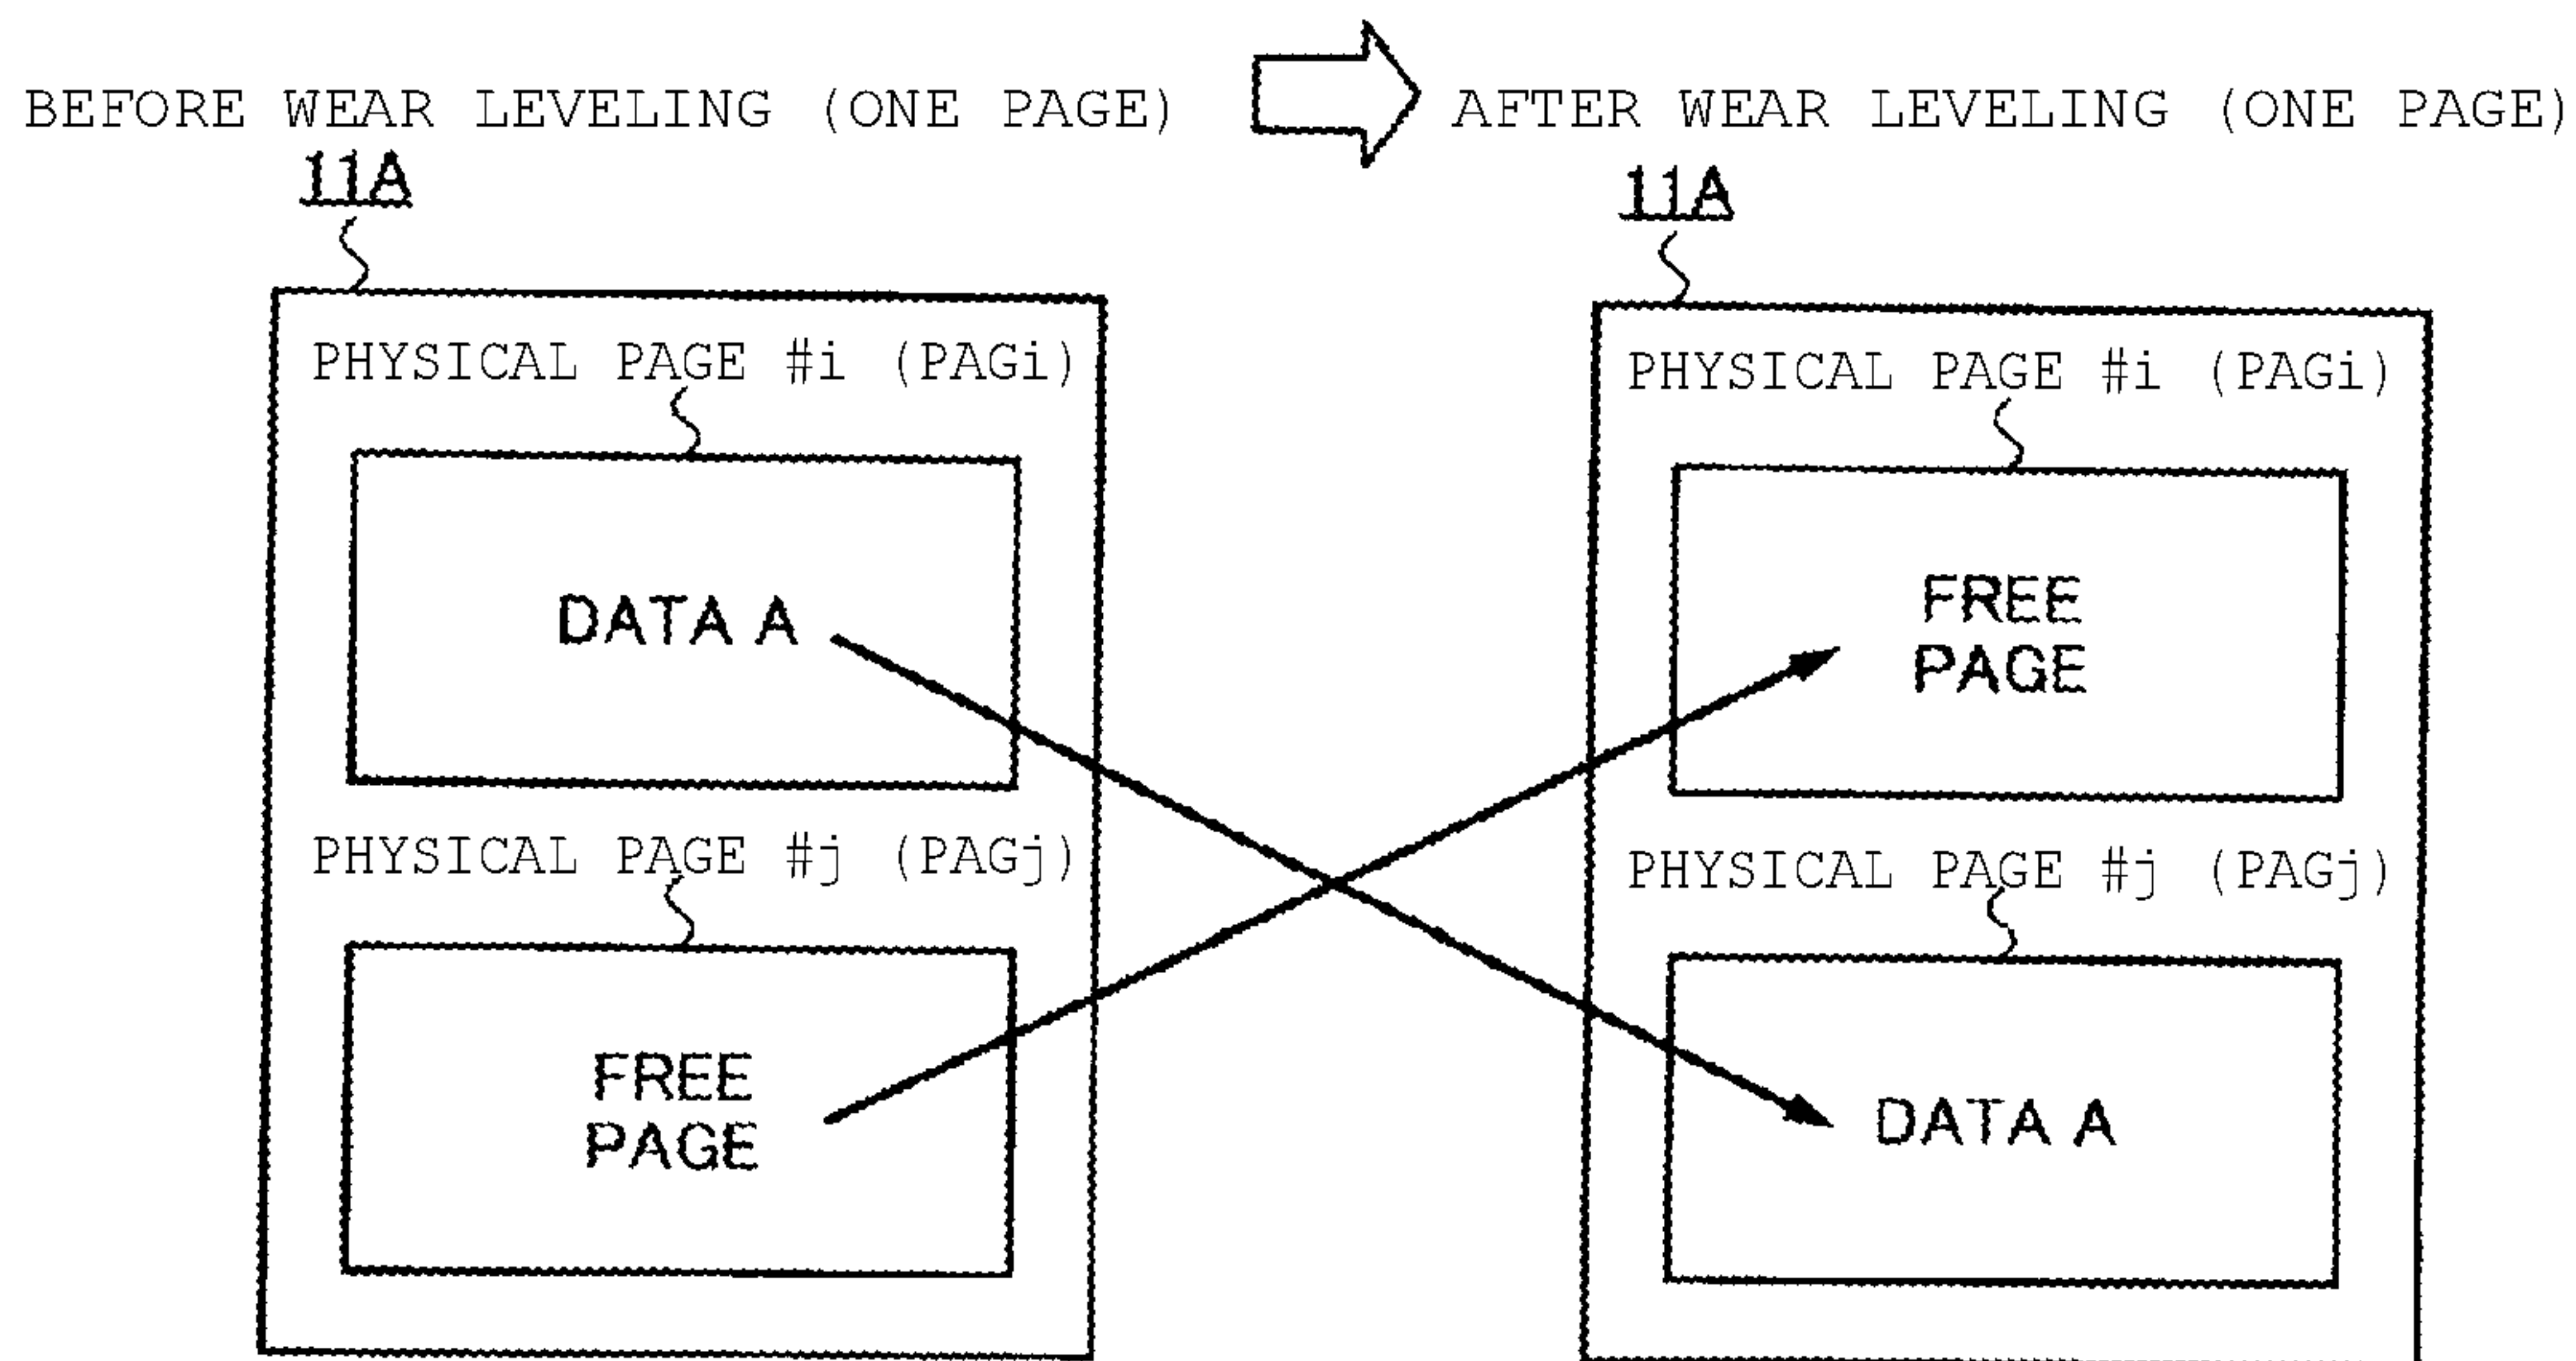 BEFORE WEAR LEVELING (ONE PAGE)
11A
PHYSICAL PAGE #i (PAGi)
DATA A
PHYSICAL PAGE #j (PAGj)
FREE
PAGE
AFTER WEAR LEVELING (ONE PAGE)
11A
PHYSICAL PAGE #i (PAGi)
FREE
PAGE
PHYSICAL PAGE #j (PAGj)
DATA A